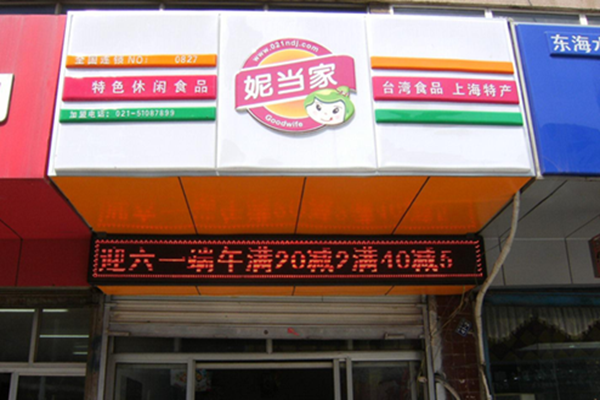 全国连锁 NO: 0827
特色休闲食品
加盟电话：021-51087899
www.021ndj.com
妮当家
Goodwife
台湾食品 上海特产
东海水
迎六一端午满20减2满40减5